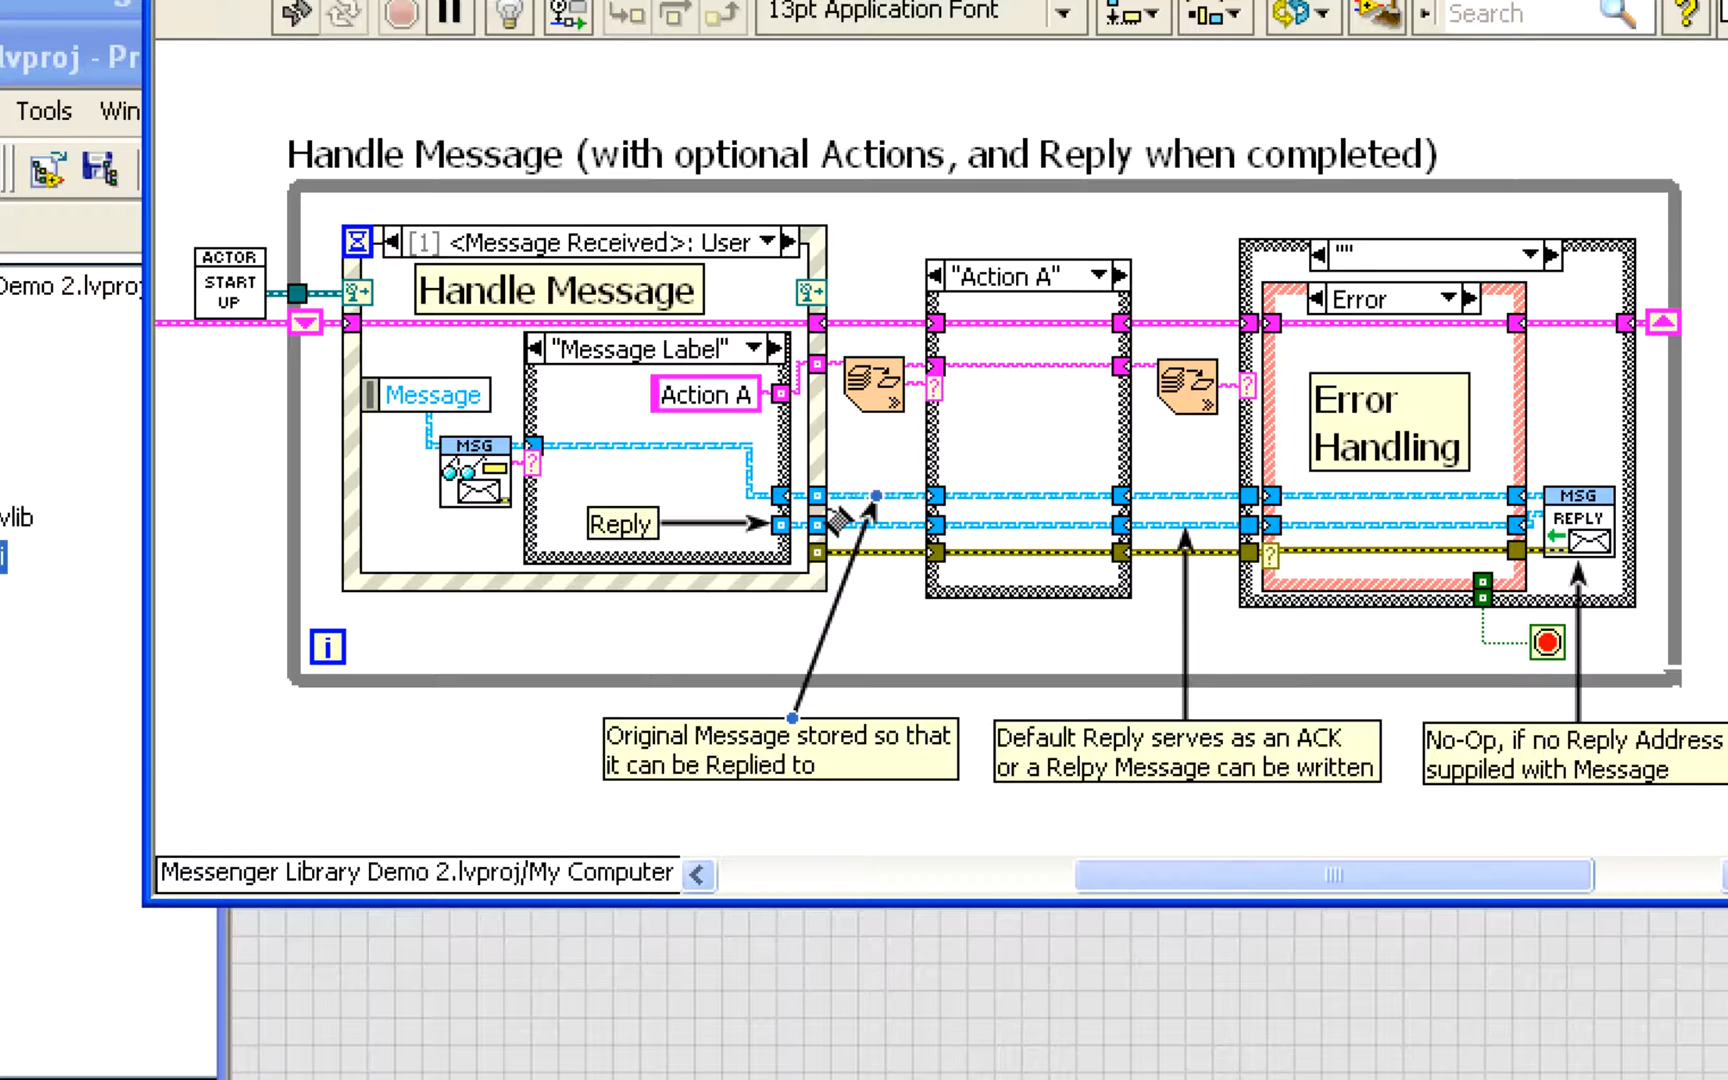 13pt Application Font
Search
lvproj - Pr
Tools Win
Handle Message (with optional Actions, and Reply when completed)
ACTOR
START
UP
Demo 2.lvproj
[1] <Message Received>: User
Handle Message
"Message Label"
Message
Action A
MSG
Reply
"Action A"
""
Error
Error
Handling
MSG
REPLY
vlib
i
i
Original Message stored so that
it can be Replied to
Default Reply serves as an ACK
or a Relpy Message can be written
No-Op, if no Reply Address
suppiled with Message
Messenger Library Demo 2.lvproj/My Computer